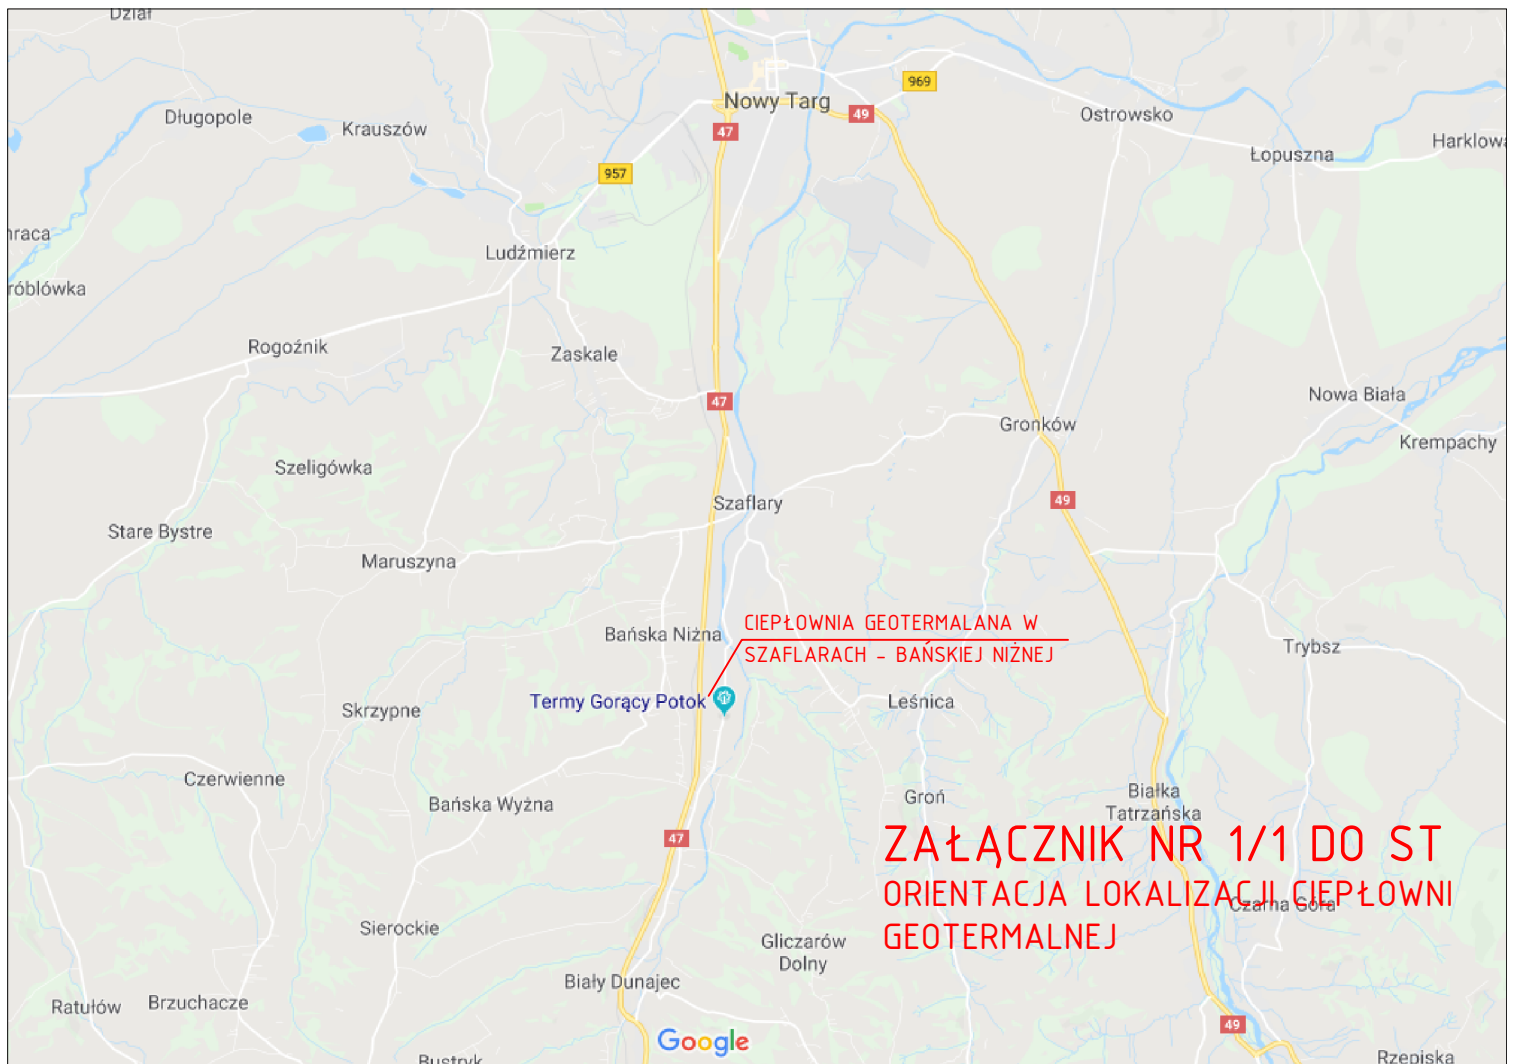 Dział
969
Nowy Targ
49
Ostrowsko
Długopole
Krauszów
47
Harklowa
Łopuszna
957
Ludźmierz
róblówka
Rogoźnik
Zaskale
Nowa Biała
47
Gronków
Krempachy
Szeligówka
49
Szaflary
Stare Bystre
Maruszyna
CIEPŁOWNIA GEOTERMALANA W
SZAFLARACH - BAŃSKIEJ NIŻNEJ
Bańska Niżna
Trybsz
Termy Gorący Potok
Leśnica
Skrzypne
Czerwienne
Bańska Wyżna
Groń
Białka
Tatrzańska
47
ZAŁĄCZNIK NR 1/1 DO ST
ORIENTACJA LOKALIZACJI CIEPŁOWNI
Czarna Góra
GEOTERMALNEJ
Sierockie
Gliczarów
Dolny
Biały Dunajec
Ratułów
Brzuchacze
49
Google
Bustryk
Rzepiska